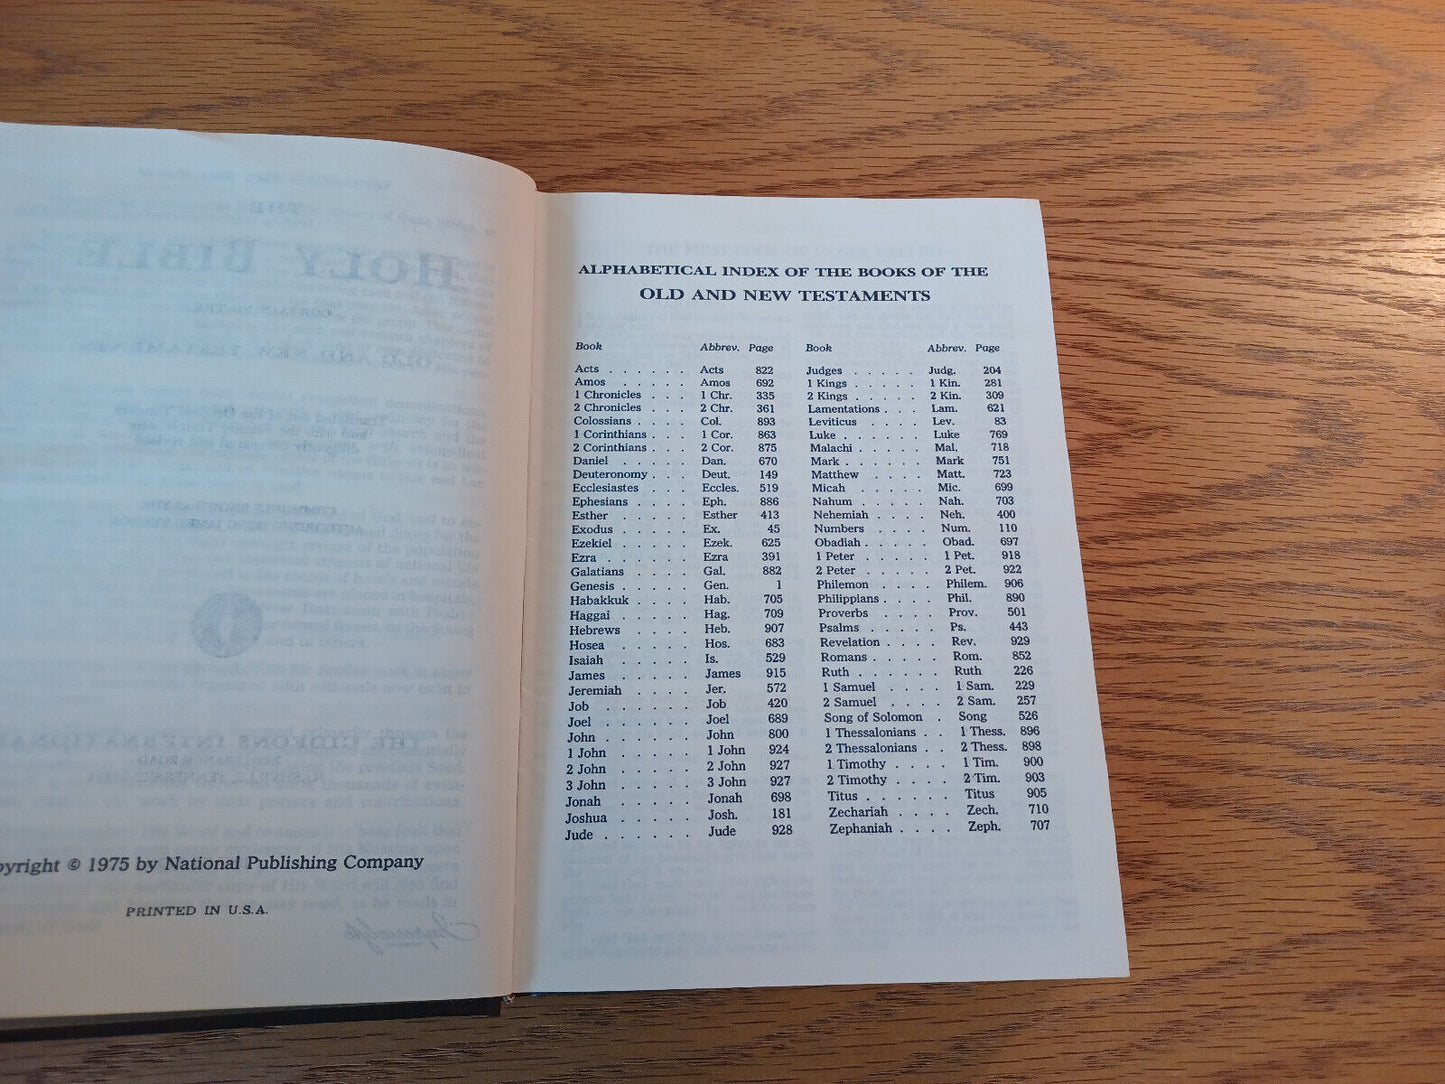 THE
HOLY BIBLE
OLD AND NEW TESTAMENTS
THE GIDEONS INTERNATIONAL
Copyright © 1975 by National Publishing Company
PRINTED IN U.S.A.
ALPHABETICAL INDEX OF THE BOOKS OF THE
OLD AND NEW TESTAMENTS
Book Abbrev. Page
Acts . . . . . . . Acts 822
Amos . . . . . Amos 692
1 Chronicles . . . 1 Chr. 335
2 Chronicles . . . 2 Chr. 361
Colossians . . . . Col. 893
1 Corinthians . . . 1 Cor. 863
2 Corinthians . . . 2 Cor. 875
Daniel . . . . . Dan. 670
Deuteronomy . . . Deut. 149
Ecclesiastes . . . Eccles. 519
Ephesians . . . . Eph. 886
Esther . . . . . Esther 413
Exodus . . . . . Ex. 45
Ezekiel . . . . . Ezek. 625
Ezra . . . . . . Ezra 391
Galatians . . . . Gal. 882
Genesis . . . . . Gen. 1
Habakkuk . . . . Hab. 705
Haggai . . . . . Hag. 709
Hebrews . . . . Heb. 907
Hosea . . . . . Hos. 683
Isaiah . . . . . Is. 529
James . . . . . James 915
Jeremiah . . . . Jer. 572
Job . . . . . . Job 420
Joel . . . . . . Joel 689
John . . . . . . John 800
1 John . . . . . 1 John 924
2 John . . . . . 2 John 927
3 John . . . . . 3 John 927
Jonah . . . . . Jonah 698
Joshua . . . . . Josh. 181
Jude . . . . . . Jude 928
Book Abbrev. Page
Judges . . . . . Judg. 204
1 Kings . . . . . 1 Kin. 281
2 Kings . . . . . 2 Kin. 309
Lamentations . . . Lam. 621
Leviticus . . . . Lev. 83
Luke . . . . . . Luke 769
Malachi . . . . . Mal. 718
Mark . . . . . . Mark 751
Matthew . . . . Matt. 723
Micah . . . . . Mic. 699
Nahum . . . . . Nah. 703
Nehemiah . . . . Neh. 400
Numbers . . . . Num. 110
Obadiah . . . . . Obad. 697
1 Peter . . . . . 1 Pet. 918
2 Peter . . . . . 2 Pet. 922
Philemon . . . . Philem. 906
Philippians . . . . Phil. 890
Proverbs . . . . Prov. 501
Psalms . . . . . Ps. 443
Revelation . . . . Rev. 929
Romans . . . . . Rom. 852
Ruth . . . . . . Ruth 226
1 Samuel . . . . 1 Sam. 229
2 Samuel . . . . 2 Sam. 257
Song of Solomon . Song 526
1 Thessalonians . . 1 Thess. 896
2 Thessalonians . . 2 Thess. 898
1 Timothy . . . . 1 Tim. 900
2 Timothy . . . . 2 Tim. 903
Titus . . . . . . Titus 905
Zechariah . . . . Zech. 710
Zephaniah . . . . Zeph. 707